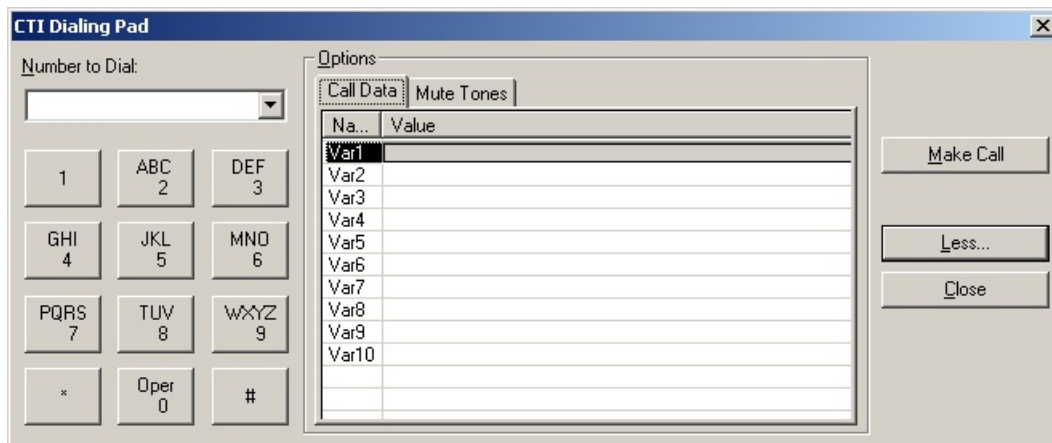 CTI Dialing Pad
Number to Dial:
1
ABC
2
DEF
3
GHI
4
JKL
5
MNO
6
PQRS
7
TUV
8
WXYZ
9
*
Oper
0
#
Options
Call Data
Mute Tones
Na... Value
Var1
Var2
Var3
Var4
Var5
Var6
Var7
Var8
Var9
Var10
Make Call
Less...
Close